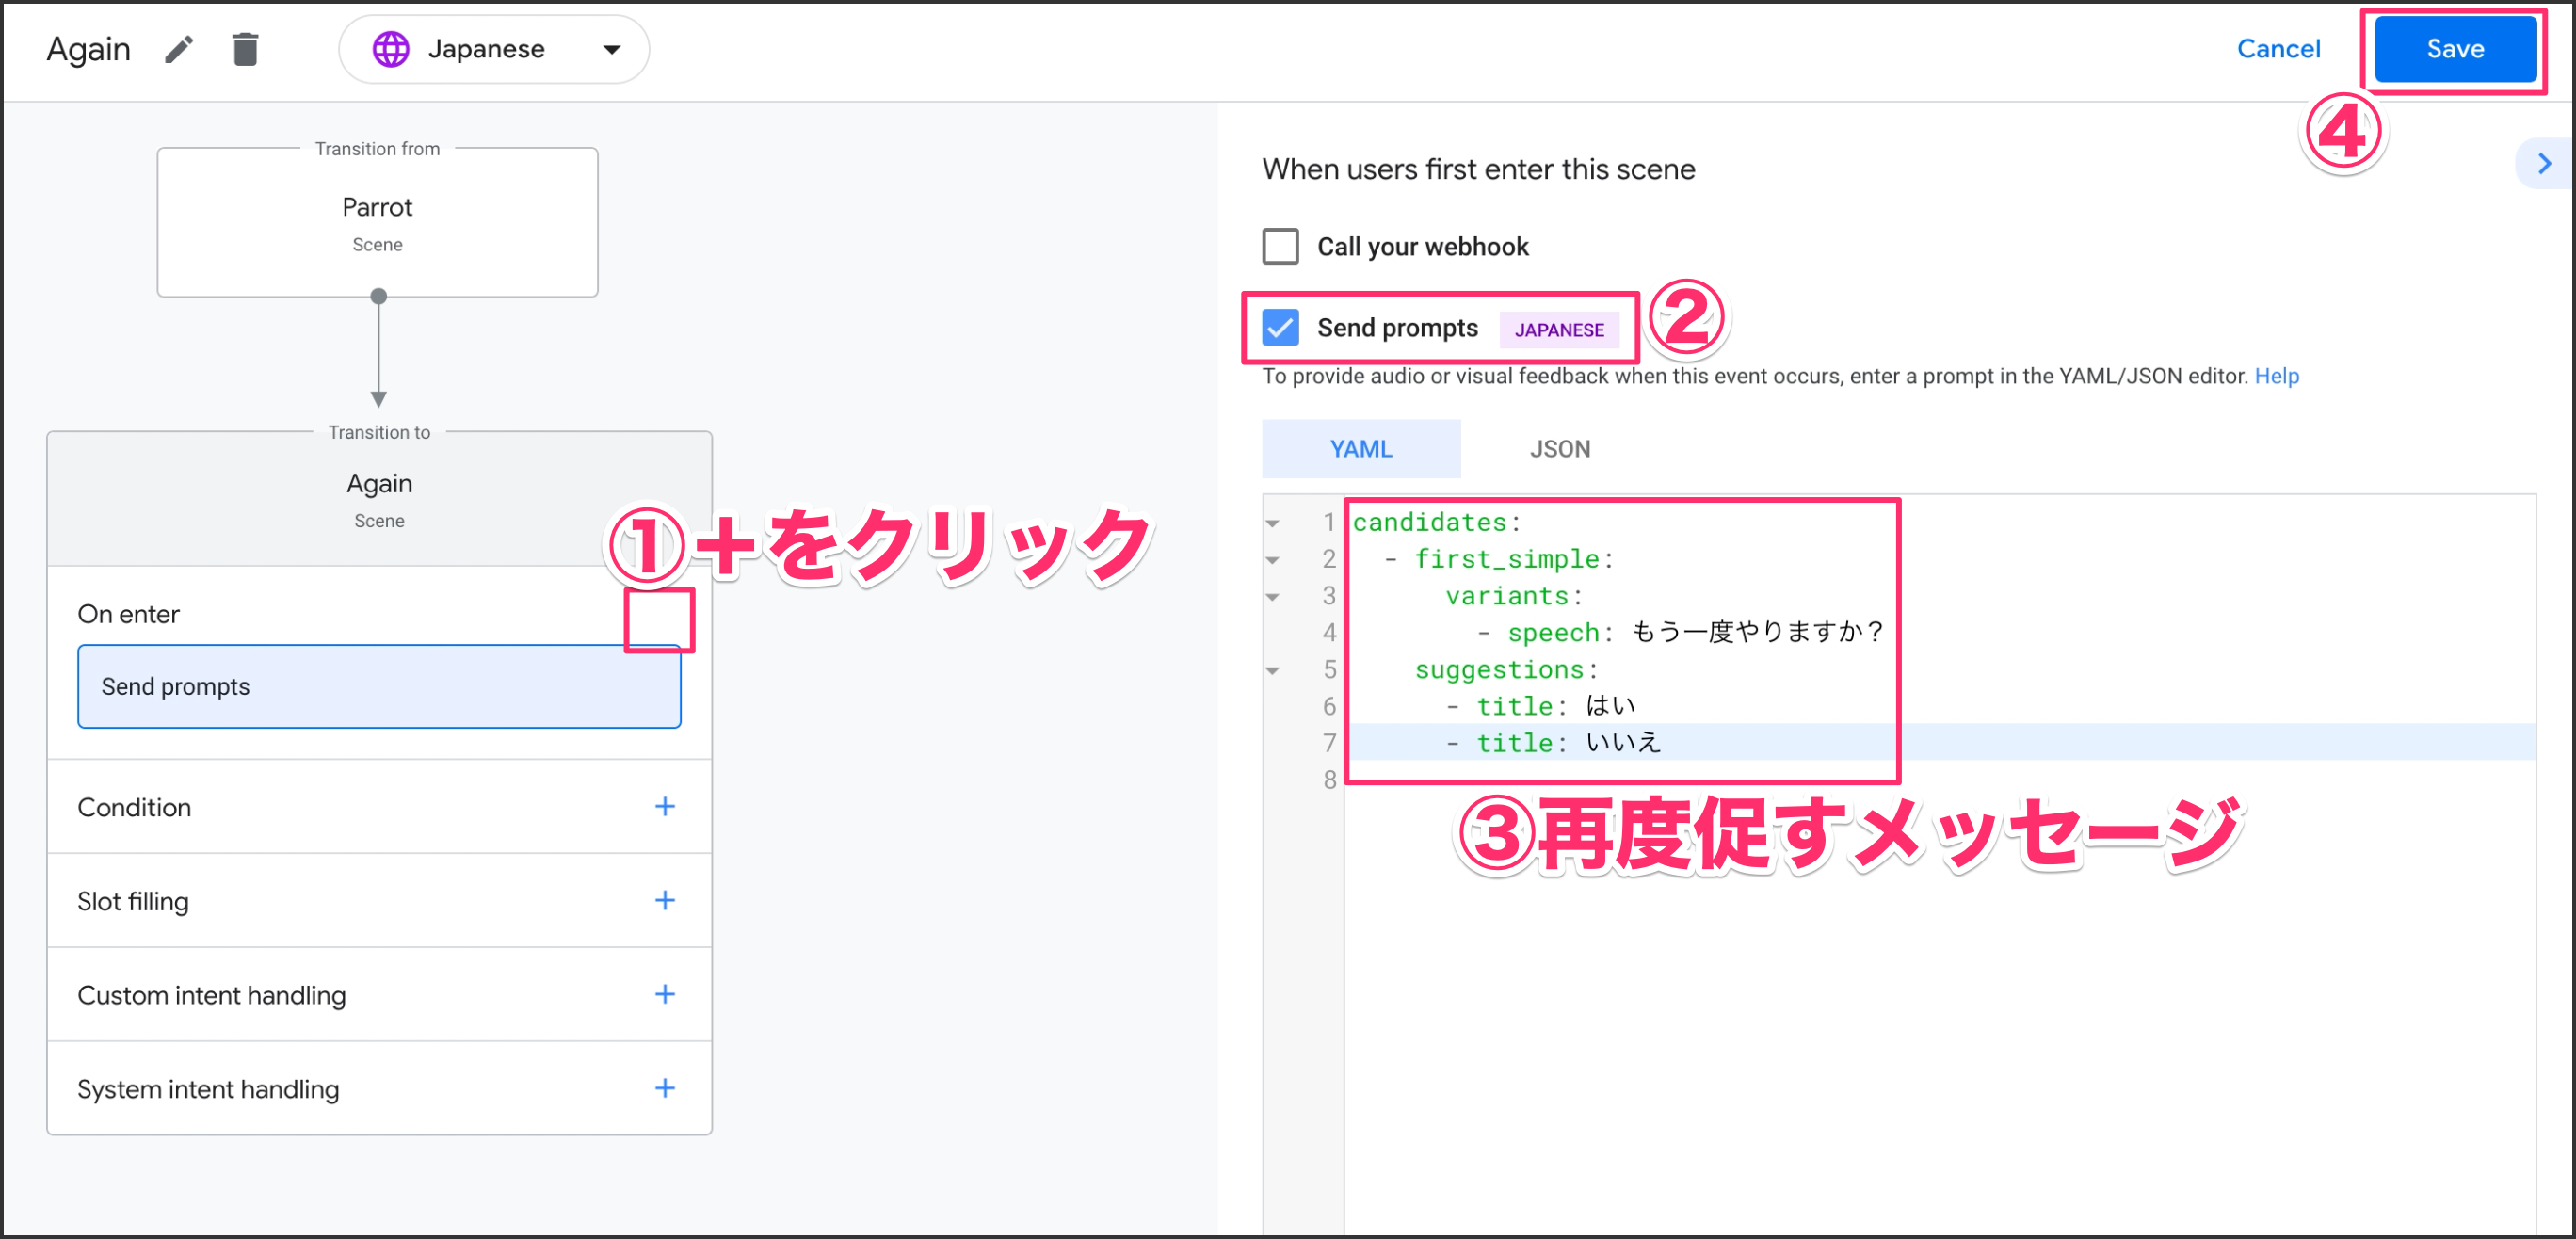 Again
Japanese
Cancel
Save
④
Transition from
Parrot
Scene
Transition to
Again
Scene
①＋をクリック
On enter
Send prompts
Condition
Slot filling
Custom intent handling
System intent handling
When users first enter this scene
Call your webhook
Send prompts JAPANESE
②
To provide audio or visual feedback when this event occurs, enter a prompt in the YAML/JSON editor. Help
YAML JSON
1 candidates:
2 - first_simple:
3 variants:
4 - speech: もう一度やりますか？
5 suggestions:
6 - title: はい
7 - title: いいえ
8
③再度促すメッセージ